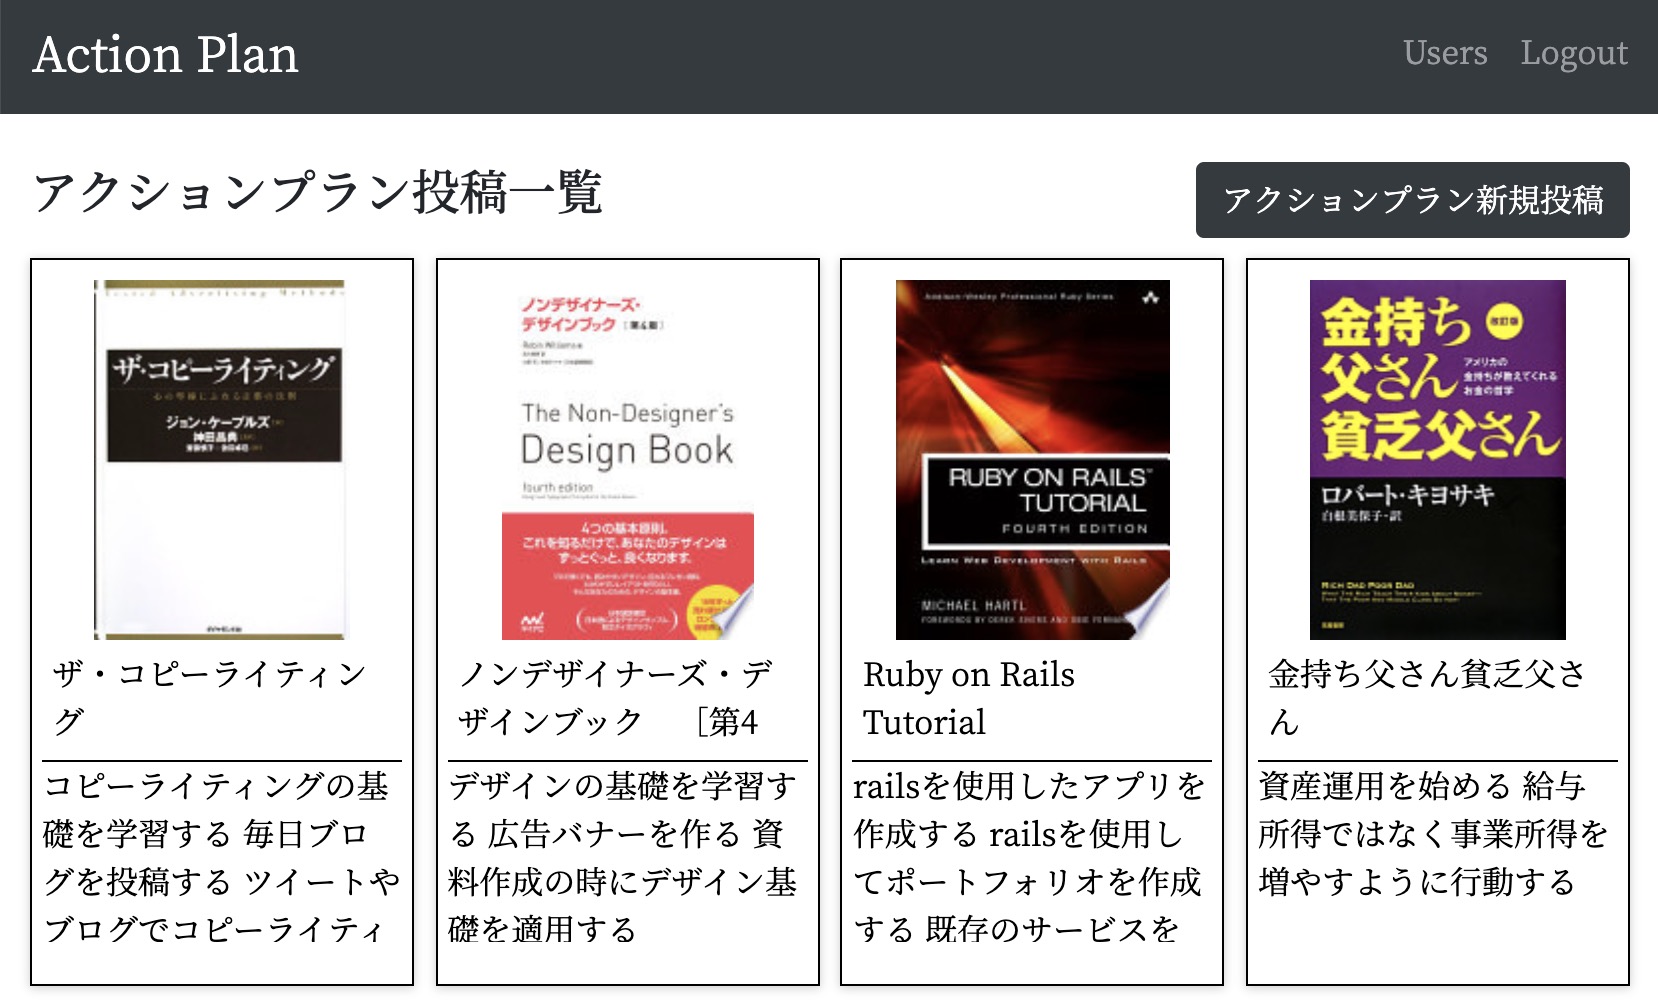 Action Plan
Users
Logout
アクションプラン投稿一覧
アクションプラン新規投稿
ザ・コピーライティング
ジョン・ケープルズ
神田昌典
ノンデザイナーズ・
デザインブック [第4版]
Robin Williams
The Non-Designer's
Design Book
fourth edition
4つの基本原則。
これを知るだけで、あなたのデザインは
ずっとぐっと、良くなります。
Addison-Wesley Professional Ruby Series
RUBY ON RAILS™
TUTORIAL
FOURTH EDITION
LEARN WEB DEVELOPMENT WITH RAILS
MICHAEL HARTL
金持ち
改訂版
父さん
アメリカの
金持ちが教えてくれる
お金の哲学
貧乏父さん
ロバート・キヨサキ
白根美保子・訳
RICH DAD POOR DAD
筑摩書房
ザ・コピーライティン
グ
コピーライティングの基
礎を学習する 毎日ブロ
グを投稿する ツイートや
ブログでコピーライティ
ノンデザイナーズ・デ
ザインブック ［第4
デザインの基礎を学習す
る 広告バナーを作る 資
料作成の時にデザイン基
礎を適用する
Ruby on Rails
Tutorial
railsを使用したアプリを
作成する railsを使用し
てポートフォリオを作成
する 既存のサービスを
金持ち父さん貧乏父さ
ん
資産運用を始める 給与
所得ではなく事業所得を
増やすように行動する